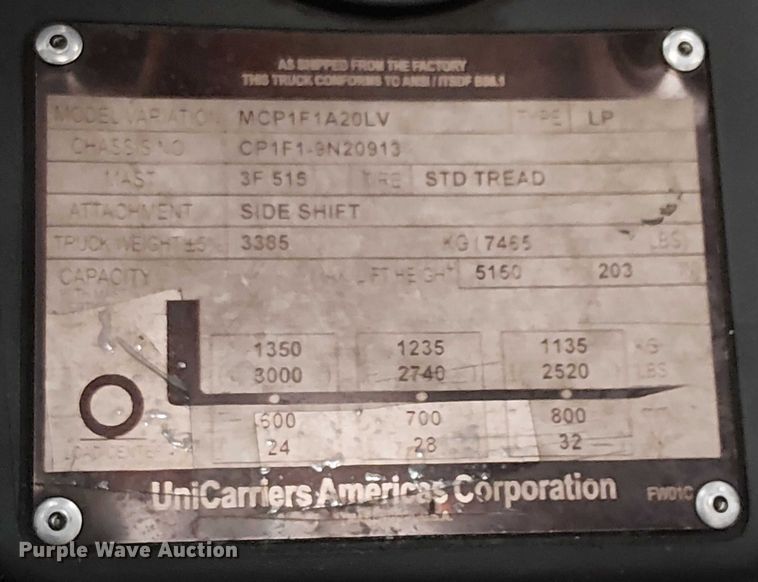 AS SHIPPED FROM THE FACTORY
THIS TRUCK CONFORMS TO ANSI / ITSDF B56.1
MODEL VARIATION MCP1F1A20LV TYPE LP
CHASSIS NO CP1F1-9N20913
MAST 3F 515 TIRE STD TREAD
ATTACHMENT SIDE SHIFT
TRUCK WEIGHT ±5% 3385 KG ( 7465 LBS)
CAPACITY LIFT HEIGHT 5150 203
1350 1235 1135 KG
3000 2740 2520 LBS
600 700 800
24 28 32
LOAD CENTER
UniCarriers Americas Corporation FW01C
Purple Wave Auction